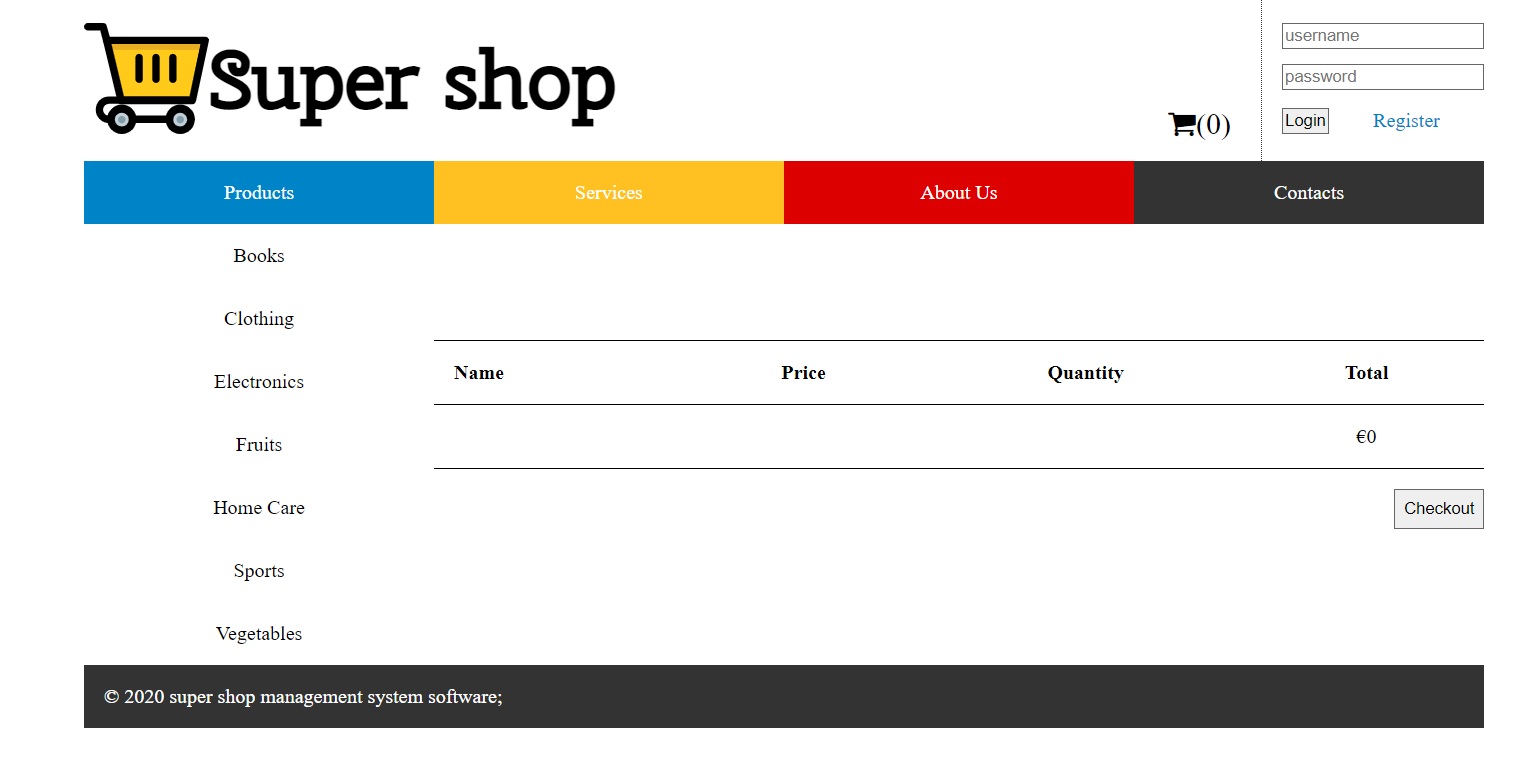 Super shop
(0)
username
password
Login Register
Products Services About Us Contacts
Books
Clothing
Electronics
Fruits
Home Care
Sports
Vegetables
Name Price Quantity Total
€0
Checkout
© 2020 super shop management system software;